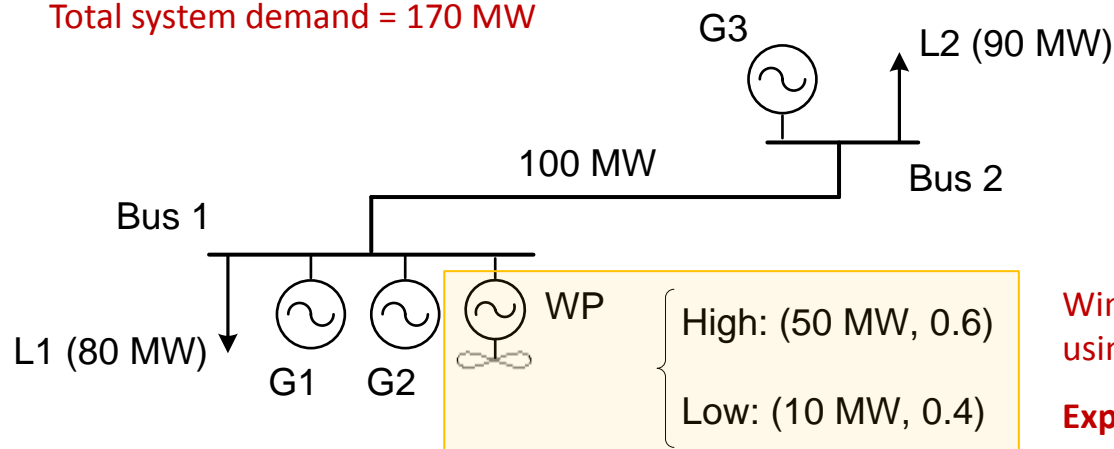 Total system demand = 170 MW
G3
L2 (90 MW)
100 MW
Bus 2
Bus 1
WP
High: (50 MW, 0.6)
Low: (10 MW, 0.4)
L1 (80 MW)
G1
G2